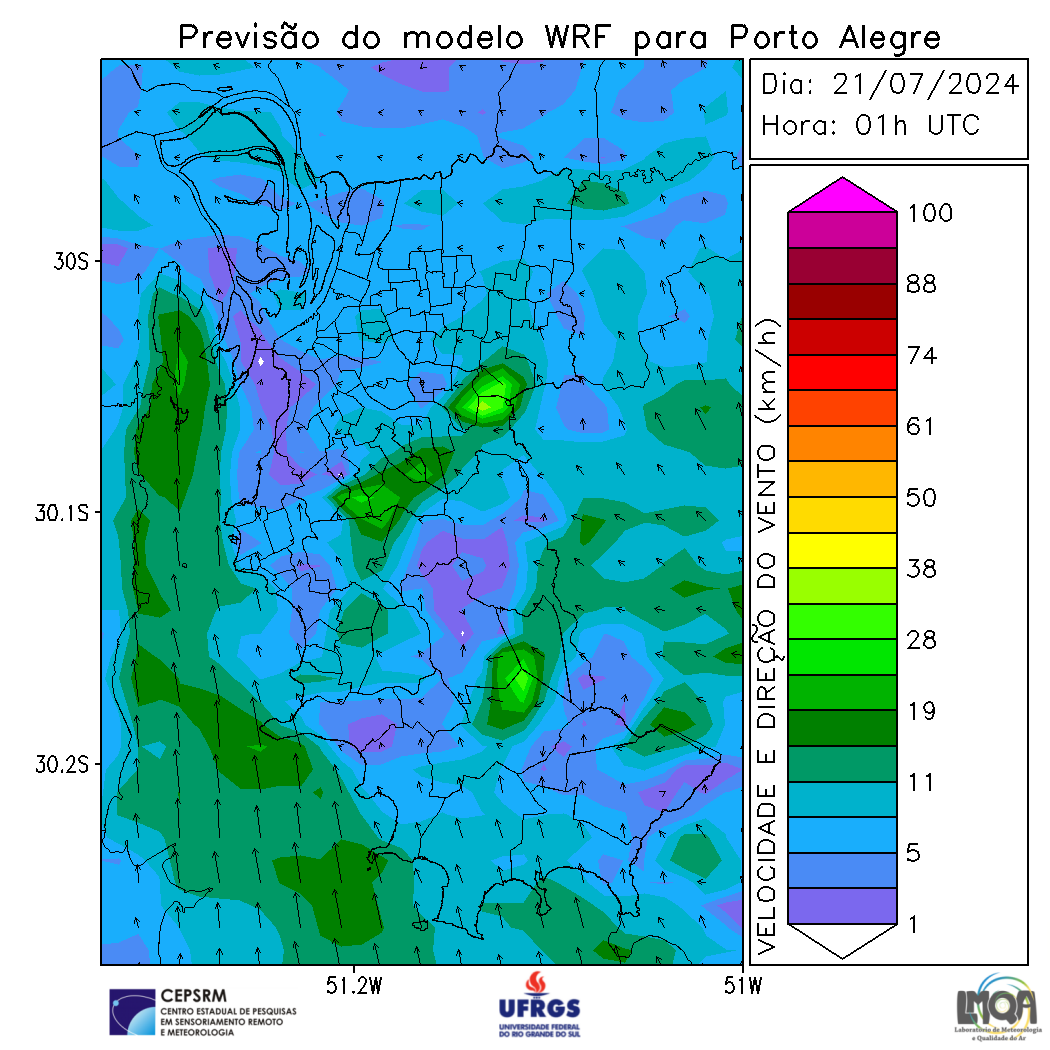 Previsão do modelo WRF para Porto Alegre
Dia: 21/07/2024
Hora: 01h UTC
30S
30.1S
30.2S
51.2W
51W
VELOCIDADE E DIREÇÃO DO VENTO (km/h)
100
88
74
61
50
38
28
19
11
5
1
CEPSRM
CENTRO ESTADUAL DE PESQUISAS
EM SENSORIAMENTO REMOTO
E METEOROLOGIA
UFRGS
UNIVERSIDADE FEDERAL
DO RIO GRANDE DO SUL
LMQA
Laboratório de Meteorologia
e Qualidade do Ar